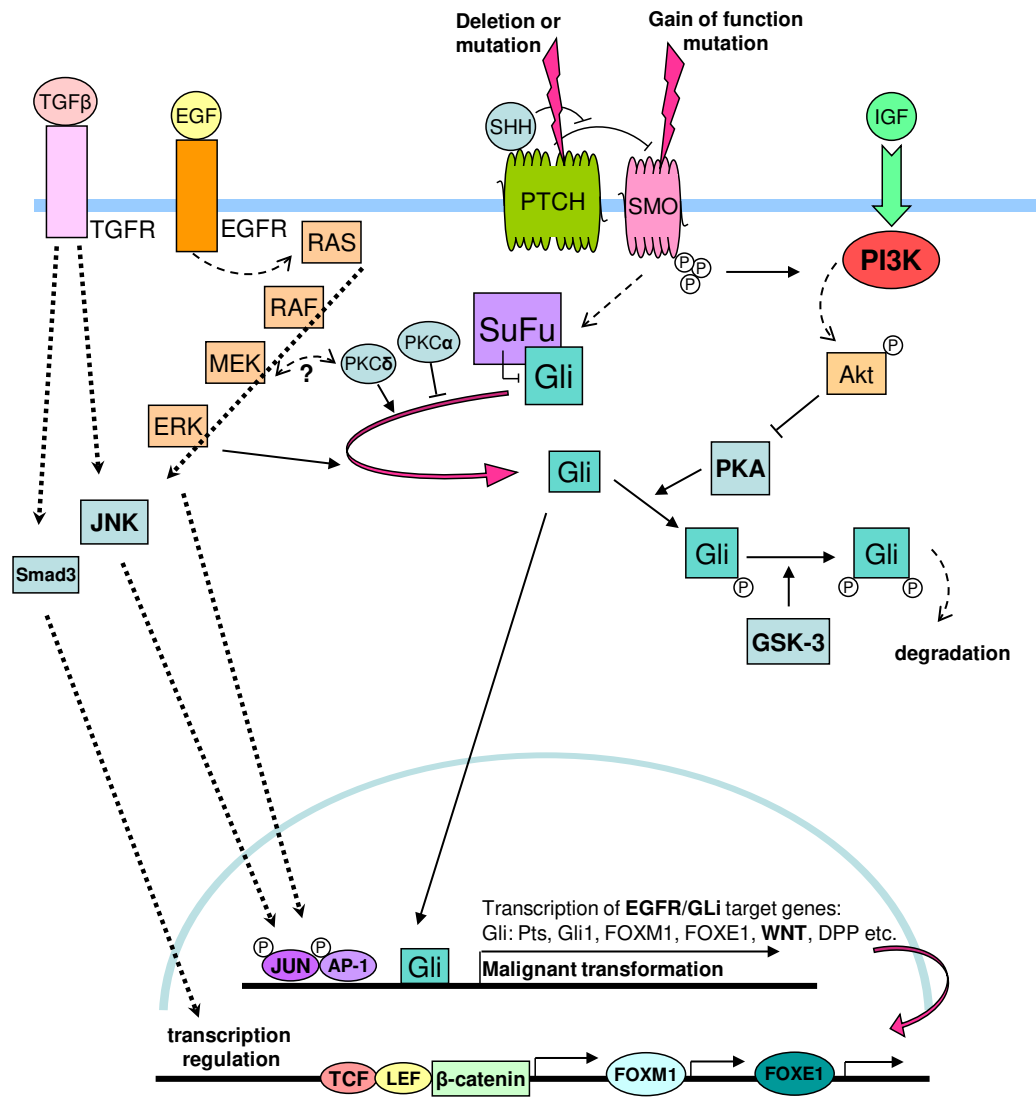 Deletion or
mutation
Gain of function
mutation
TGFβ
EGF
SHH
IGF
PTCH
SMO
TGFR
EGFR
RAS
P
P
P
PI3K
RAF
SuFu
PKCα
MEK
?
PKCδ
Gli
P
Akt
ERK
Gli
PKA
JNK
Gli
P
Gli
P
P
Smad3
GSK-3
degradation
Transcription of EGFR/GLi target genes:
Gli: Pts, Gli1, FOXM1, FOXE1, WNT, DPP etc.
P
P
JUN
AP-1
Gli
Malignant transformation
transcription
regulation
TCF
LEF
β-catenin
FOXM1
FOXE1